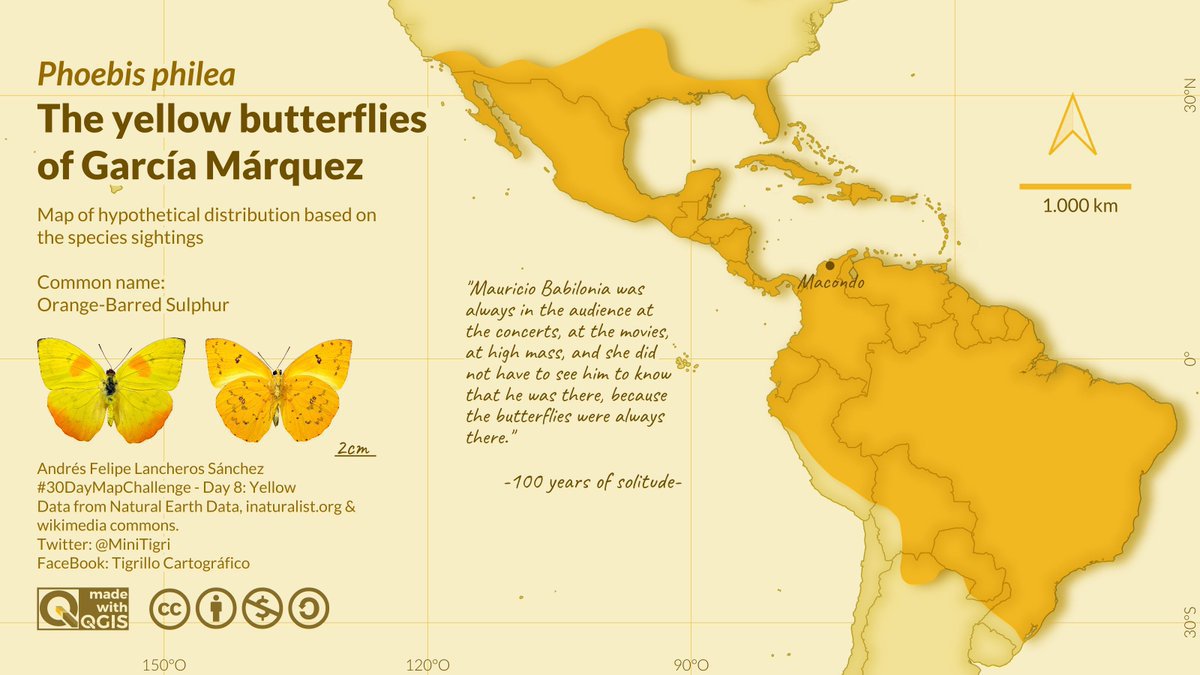 Phoebis philea
The yellow butterflies
of García Márquez
Map of hypothetical distribution based on
the species sightings
Common name:
Orange-Barred Sulphur
2cm
Andrés Felipe Lancheros Sánchez
#30DayMapChallenge - Day 8: Yellow
Data from Natural Earth Data, inaturalist.org &
wikimedia commons.
Twitter: @MiniTigri
FaceBook: Tigrillo Cartográfico
made
with
QGIS
cc
"Mauricio Babilonia was
always in the audience at
the concerts, at the movies,
at high mass, and she did
not have to see him to know
that he was there, because
the butterflies were always
there."
-100 years of solitude-
Macondo
1.000 km
30°N
0°
30°S
150°O
120°O
90°O